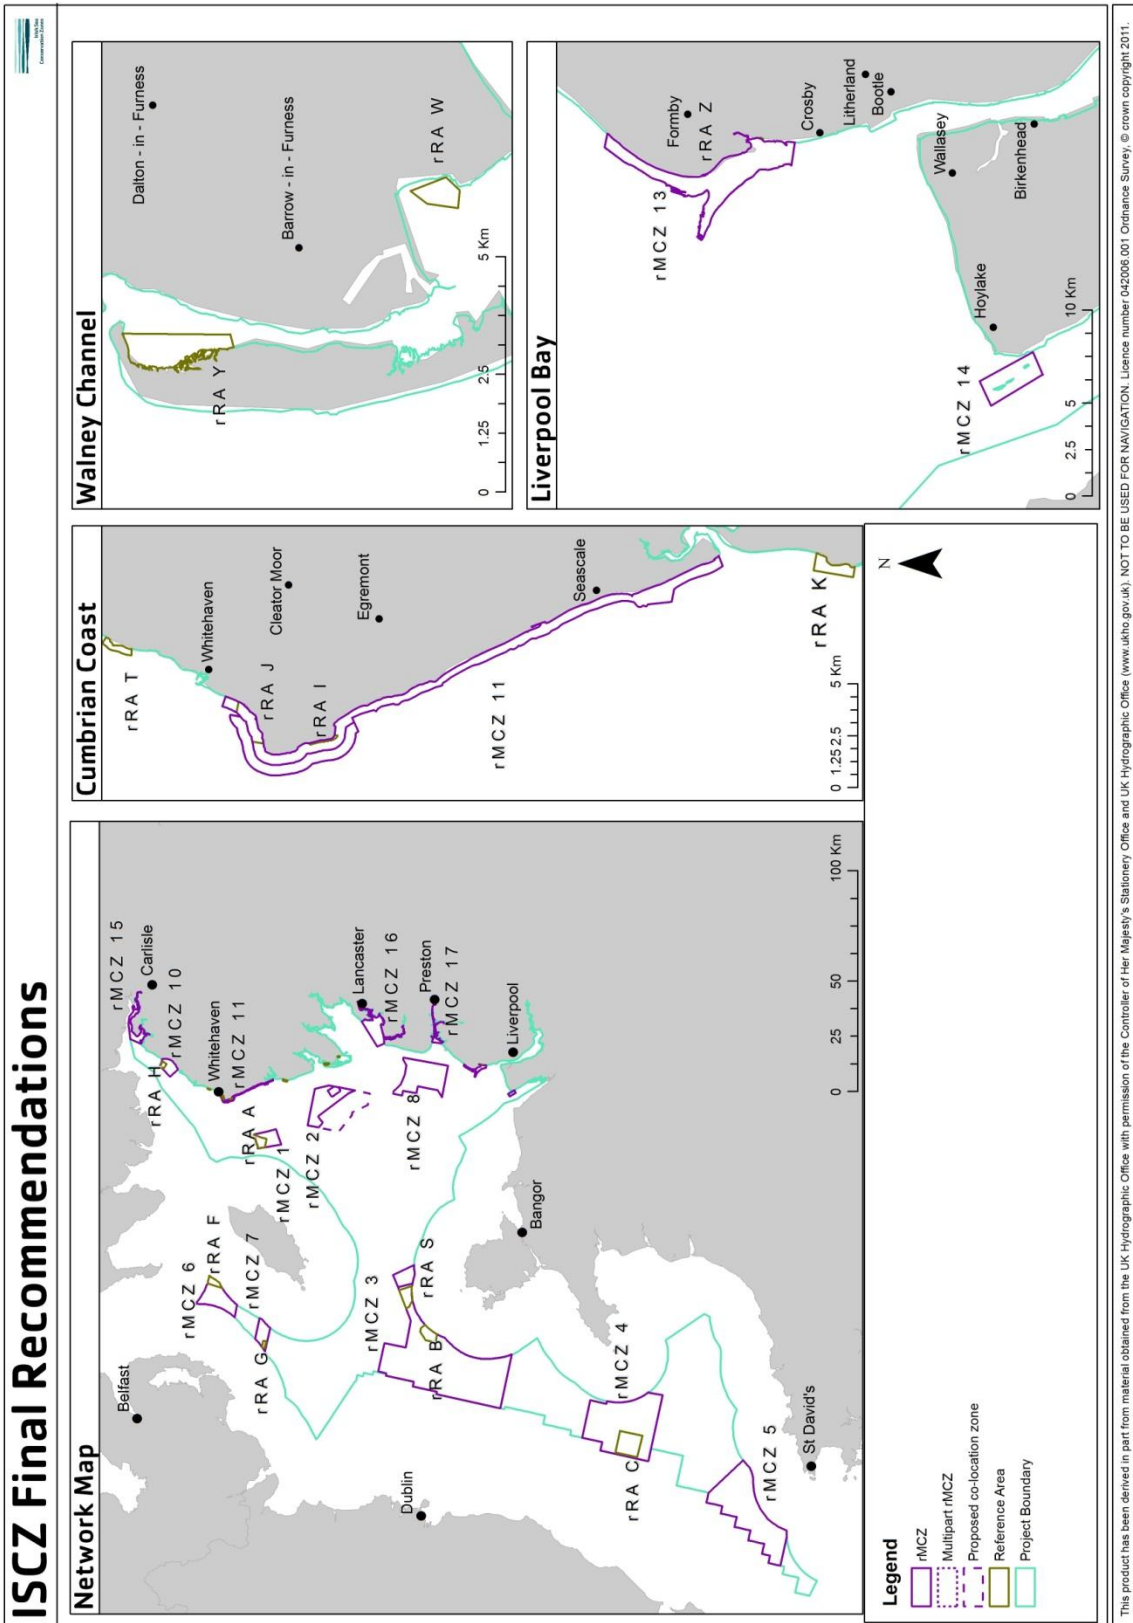 ISCZ Final Recommendations
Irish Sea
Conservation Zones
Network Map
Belfast
Dublin
rMCZ 6
rRA F
rMCZ 7
rRA G
rRA H
rMCZ 15
Carlisle
rMCZ 10
Whitehaven
rMCZ 11
rRA A
rMCZ 1
rMCZ 2
Lancaster
rMCZ 16
Preston
rMCZ 17
rMCZ 8
Liverpool
rMCZ 3
rRA S
rRA B
Bangor
rMCZ 4
rRA C
rMCZ 5
St David's
0 25 50 100 Km
Cumbrian Coast
rRA T
Whitehaven
rRA J
Cleator Moor
rRA I
Egremont
rMCZ 11
Seascale
rRA K
0 1.25 2.5 5 Km
N
Walney Channel
Dalton - in - Furness
rRA Y
Barrow - in - Furness
rRA W
0 1.25 2.5 5 Km
Liverpool Bay
rMCZ 13
Formby
rRA Z
Crosby
Litherland
Bootle
Wallasey
Birkenhead
Hoylake
rMCZ 14
0 2.5 5 10 Km
Legend
rMCZ
Multipart rMCZ
Proposed co-location zone
Reference Area
Project Boundary
This product has been derived in part from material obtained from the UK Hydrographic Office with permission of the Controller of Her Majesty's Stationery Office and UK Hydrographic Office (www.ukho.gov.uk). NOT TO BE USED FOR NAVIGATION. Licence number 042006.001 Ordnance Survey, © crown copyright 2011.